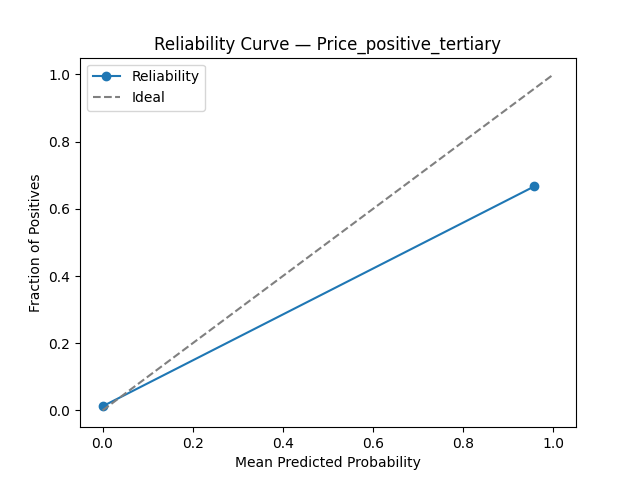 Reliability Curve — Price_positive_tertiary
Reliability
Ideal
1.0
0.8
0.6
0.4
0.2
0.0
Fraction of Positives
0.0 0.2 0.4 0.6 0.8 1.0
Mean Predicted Probability